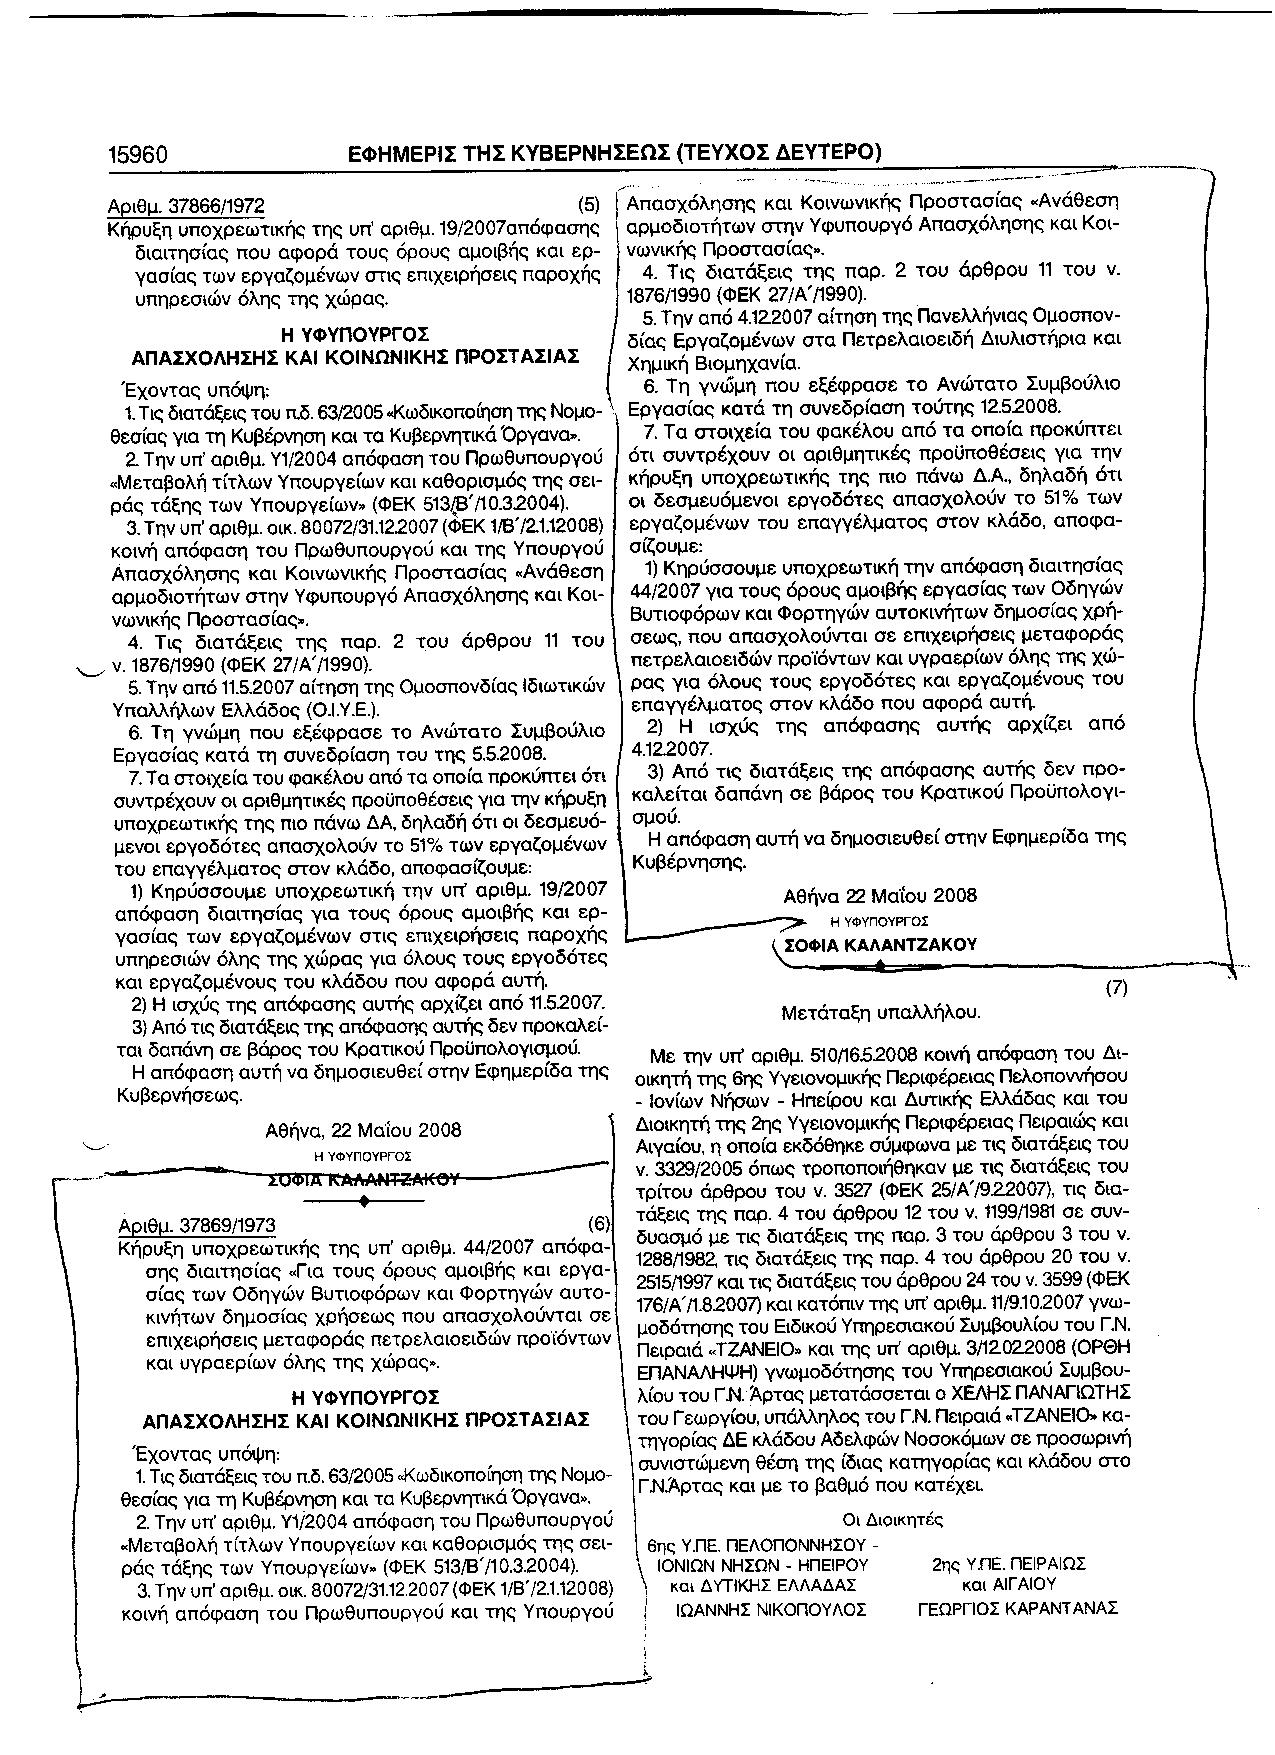 15960
ΕΦΗΜΕΡΙΣ ΤΗΣ ΚΥΒΕΡΝΗΣΕΩΣ (ΤΕΥΧΟΣ ΔΕΥΤΕΡΟ)
Αριθμ. 37866/1972 (5)
Κήρυξη υποχρεωτικής της υπ' αριθμ. 19/2007απόφασης
διαιτησίας που αφορά τους όρους αμοιβής και ερ-
γασίας των εργαζομένων στις επιχειρήσεις παροχής
υπηρεσιών όλης της χώρας.
Η ΥΦΥΠΟΥΡΓΟΣ
ΑΠΑΣΧΟΛΗΣΗΣ ΚΑΙ ΚΟΙΝΩΝΙΚΗΣ ΠΡΟΣΤΑΣΙΑΣ
Έχοντας υπόψη:
1. Τις διατάξεις του π.δ. 63/2005 «Κωδικοποίηση της Νομο-
θεσίας για τη Κυβέρνηση και τα Κυβερνητικά Όργανα».
2. Την υπ' αριθμ. Υ1/2004 απόφαση του Πρωθυπουργού
«Μεταβολή τίτλων Υπουργείων και καθορισμός της σει-
ράς τάξης των Υπουργείων» (ΦΕΚ 513/Β΄/10.3.2004).
3. Την υπ' αριθμ. οικ. 80072/31.12.2007 (ΦΕΚ 1/Β΄/2.1.12008)
κοινή απόφαση του Πρωθυπουργού και της Υπουργού
Απασχόλησης και Κοινωνικής Προστασίας «Ανάθεση
αρμοδιοτήτων στην Υφυπουργό Απασχόλησης και Κοι-
νωνικής Προστασίας».
4. Τις διατάξεις της παρ. 2 του άρθρου 11 του
ν. 1876/1990 (ΦΕΚ 27/Α΄/1990).
5. Την από 11.5.2007 αίτηση της Ομοσπονδίας Ιδιωτικών
Υπαλλήλων Ελλάδος (Ο.Ι.Υ.Ε.).
6. Τη γνώμη που εξέφρασε το Ανώτατο Συμβούλιο
Εργασίας κατά τη συνεδρίαση του της 5.5.2008.
7. Τα στοιχεία του φακέλου από τα οποία προκύπτει ότι
συντρέχουν οι αριθμητικές προϋποθέσεις για την κήρυξη
υποχρεωτικής της πιο πάνω ΔΑ, δηλαδή ότι οι δεσμευό-
μενοι εργοδότες απασχολούν το 51% των εργαζομένων
του επαγγέλματος στον κλάδο, αποφασίζουμε:
1) Κηρύσσουμε υποχρεωτική την υπ' αριθμ. 19/2007
απόφαση διαιτησίας για τους όρους αμοιβής και ερ-
γασίας των εργαζομένων στις επιχειρήσεις παροχής
υπηρεσιών όλης της χώρας για όλους τους εργοδότες
και εργαζομένους του κλάδου που αφορά αυτή.
2) Η ισχύς της απόφασης αυτής αρχίζει από 11.5.2007.
3) Από τις διατάξεις της απόφασης αυτής δεν προκαλεί-
ται δαπάνη σε βάρος του Κρατικού Προϋπολογισμού.
Η απόφαση αυτή να δημοσιευθεί στην Εφημερίδα της
Κυβερνήσεως.
Αθήνα, 22 Μαΐου 2008
Η ΥΦΥΠΟΥΡΓΟΣ
ΣΟΦΙΑ ΚΑΛΑΝΤΖΑΚΟΥ
Αριθμ. 37869/1973 (6)
Κήρυξη υποχρεωτικής της υπ' αριθμ. 44/2007 απόφα-
σης διαιτησίας «Για τους όρους αμοιβής και εργα-
σίας των Οδηγών Βυτιοφόρων και Φορτηγών αυτο-
κινήτων δημοσίας χρήσεως που απασχολούνται σε
επιχειρήσεις μεταφοράς πετρελαιοειδών προϊόντων
και υγραερίων όλης της χώρας».
Η ΥΦΥΠΟΥΡΓΟΣ
ΑΠΑΣΧΟΛΗΣΗΣ ΚΑΙ ΚΟΙΝΩΝΙΚΗΣ ΠΡΟΣΤΑΣΙΑΣ
Έχοντας υπόψη:
1. Τις διατάξεις του π.δ. 63/2005 «Κωδικοποίηση της Νομο-
θεσίας για τη Κυβέρνηση και τα Κυβερνητικά Όργανα».
2. Την υπ' αριθμ. Υ1/2004 απόφαση του Πρωθυπουργού
«Μεταβολή τίτλων Υπουργείων και καθορισμός της σει-
ράς τάξης των Υπουργείων» (ΦΕΚ 513/Β΄/10.3.2004).
3. Την υπ' αριθμ. οικ. 80072/31.12.2007 (ΦΕΚ 1/Β΄/2.1.12008)
κοινή απόφαση του Πρωθυπουργού και της Υπουργού
Απασχόλησης και Κοινωνικής Προστασίας «Ανάθεση
αρμοδιοτήτων στην Υφυπουργό Απασχόλησης και Κοι-
νωνικής Προστασίας».
4. Τις διατάξεις της παρ. 2 του άρθρου 11 του ν.
1876/1990 (ΦΕΚ 27/Α΄/1990).
5. Την από 4.12.2007 αίτηση της Πανελλήνιας Ομοσπον-
δίας Εργαζομένων στα Πετρελαιοειδή Διυλιστήρια και
Χημική Βιομηχανία.
6. Τη γνώμη που εξέφρασε το Ανώτατο Συμβούλιο
Εργασίας κατά τη συνεδρίαση τούτης 12.5.2008.
7. Τα στοιχεία του φακέλου από τα οποία προκύπτει
ότι συντρέχουν οι αριθμητικές προϋποθέσεις για την
κήρυξη υποχρεωτικής της πιο πάνω Δ.Α., δηλαδή ότι
οι δεσμευόμενοι εργοδότες απασχολούν το 51% των
εργαζομένων του επαγγέλματος στον κλάδο, αποφα-
σίζουμε:
1) Κηρύσσουμε υποχρεωτική την απόφαση διαιτησίας
44/2007 για τους όρους αμοιβής εργασίας των Οδηγών
Βυτιοφόρων και Φορτηγών αυτοκινήτων δημοσίας χρή-
σεως, που απασχολούνται σε επιχειρήσεις μεταφοράς
πετρελαιοειδών προϊόντων και υγραερίων όλης της χώ-
ρας για όλους τους εργοδότες και εργαζομένους του
επαγγέλματος στον κλάδο που αφορά αυτή.
2) Η ισχύς της απόφασης αυτής αρχίζει από
4.12.2007.
3) Από τις διατάξεις της απόφασης αυτής δεν προ-
καλείται δαπάνη σε βάρος του Κρατικού Προϋπολογι-
σμού.
Η απόφαση αυτή να δημοσιευθεί στην Εφημερίδα της
Κυβέρνησης.
Αθήνα 22 Μαΐου 2008
Η ΥΦΥΠΟΥΡΓΟΣ
ΣΟΦΙΑ ΚΑΛΑΝΤΖΑΚΟΥ
(7)
Μετάταξη υπαλλήλου.
Με την υπ' αριθμ. 510/16.5.2008 κοινή απόφαση του Δι-
οικητή της 6ης Υγειονομικής Περιφέρειας Πελοποννήσου
- Ιονίων Νήσων - Ηπείρου και Δυτικής Ελλάδας και του
Διοικητή της 2ης Υγειονομικής Περιφέρειας Πειραιώς και
Αιγαίου, η οποία εκδόθηκε σύμφωνα με τις διατάξεις του
ν. 3329/2005 όπως τροποποιήθηκαν με τις διατάξεις του
τρίτου άρθρου του ν. 3527 (ΦΕΚ 25/Α΄/9.2.2007), τις δια-
τάξεις της παρ. 4 του άρθρου 12 του ν. 1199/1981 σε συν-
δυασμό με τις διατάξεις της παρ. 3 του άρθρου 3 του ν.
1288/1982, τις διατάξεις της παρ. 4 του άρθρου 20 του ν.
2515/1997 και τις διατάξεις του άρθρου 24 του ν. 3599 (ΦΕΚ
176/Α΄/1.8.2007) και κατόπιν της υπ' αριθμ. 11/9.10.2007 γνω-
μοδότησης του Ειδικού Υπηρεσιακού Συμβουλίου του Γ.Ν.
Πειραιά «ΤΖΑΝΕΙΟ» και της υπ' αριθμ. 3/12.02.2008 (ΟΡΘΗ
ΕΠΑΝΑΛΗΨΗ) γνωμοδότησης του Υπηρεσιακού Συμβου-
λίου του Γ.Ν. Άρτας μετατάσσεται ο ΧΕΛΗΣ ΠΑΝΑΓΙΩΤΗΣ
του Γεωργίου, υπάλληλος του Γ.Ν. Πειραιά «ΤΖΑΝΕΙΟ» κα-
τηγορίας ΔΕ κλάδου Αδελφών Νοσοκόμων σε προσωρινή
συνιστώμενη θέση της ίδιας κατηγορίας και κλάδου στο
Γ.Ν.Άρτας και με το βαθμό που κατέχει.
Οι Διοικητές
6ης Υ.ΠΕ. ΠΕΛΟΠΟΝΝΗΣΟΥ -
ΙΟΝΙΩΝ ΝΗΣΩΝ - ΗΠΕΙΡΟΥ 2ης Υ.ΠΕ. ΠΕΙΡΑΙΩΣ
και ΔΥΤΙΚΗΣ ΕΛΛΑΔΑΣ και ΑΙΓΑΙΟΥ
ΙΩΑΝΝΗΣ ΝΙΚΟΠΟΥΛΟΣ ΓΕΩΡΓΙΟΣ ΚΑΡΑΝΤΑΝΑΣ